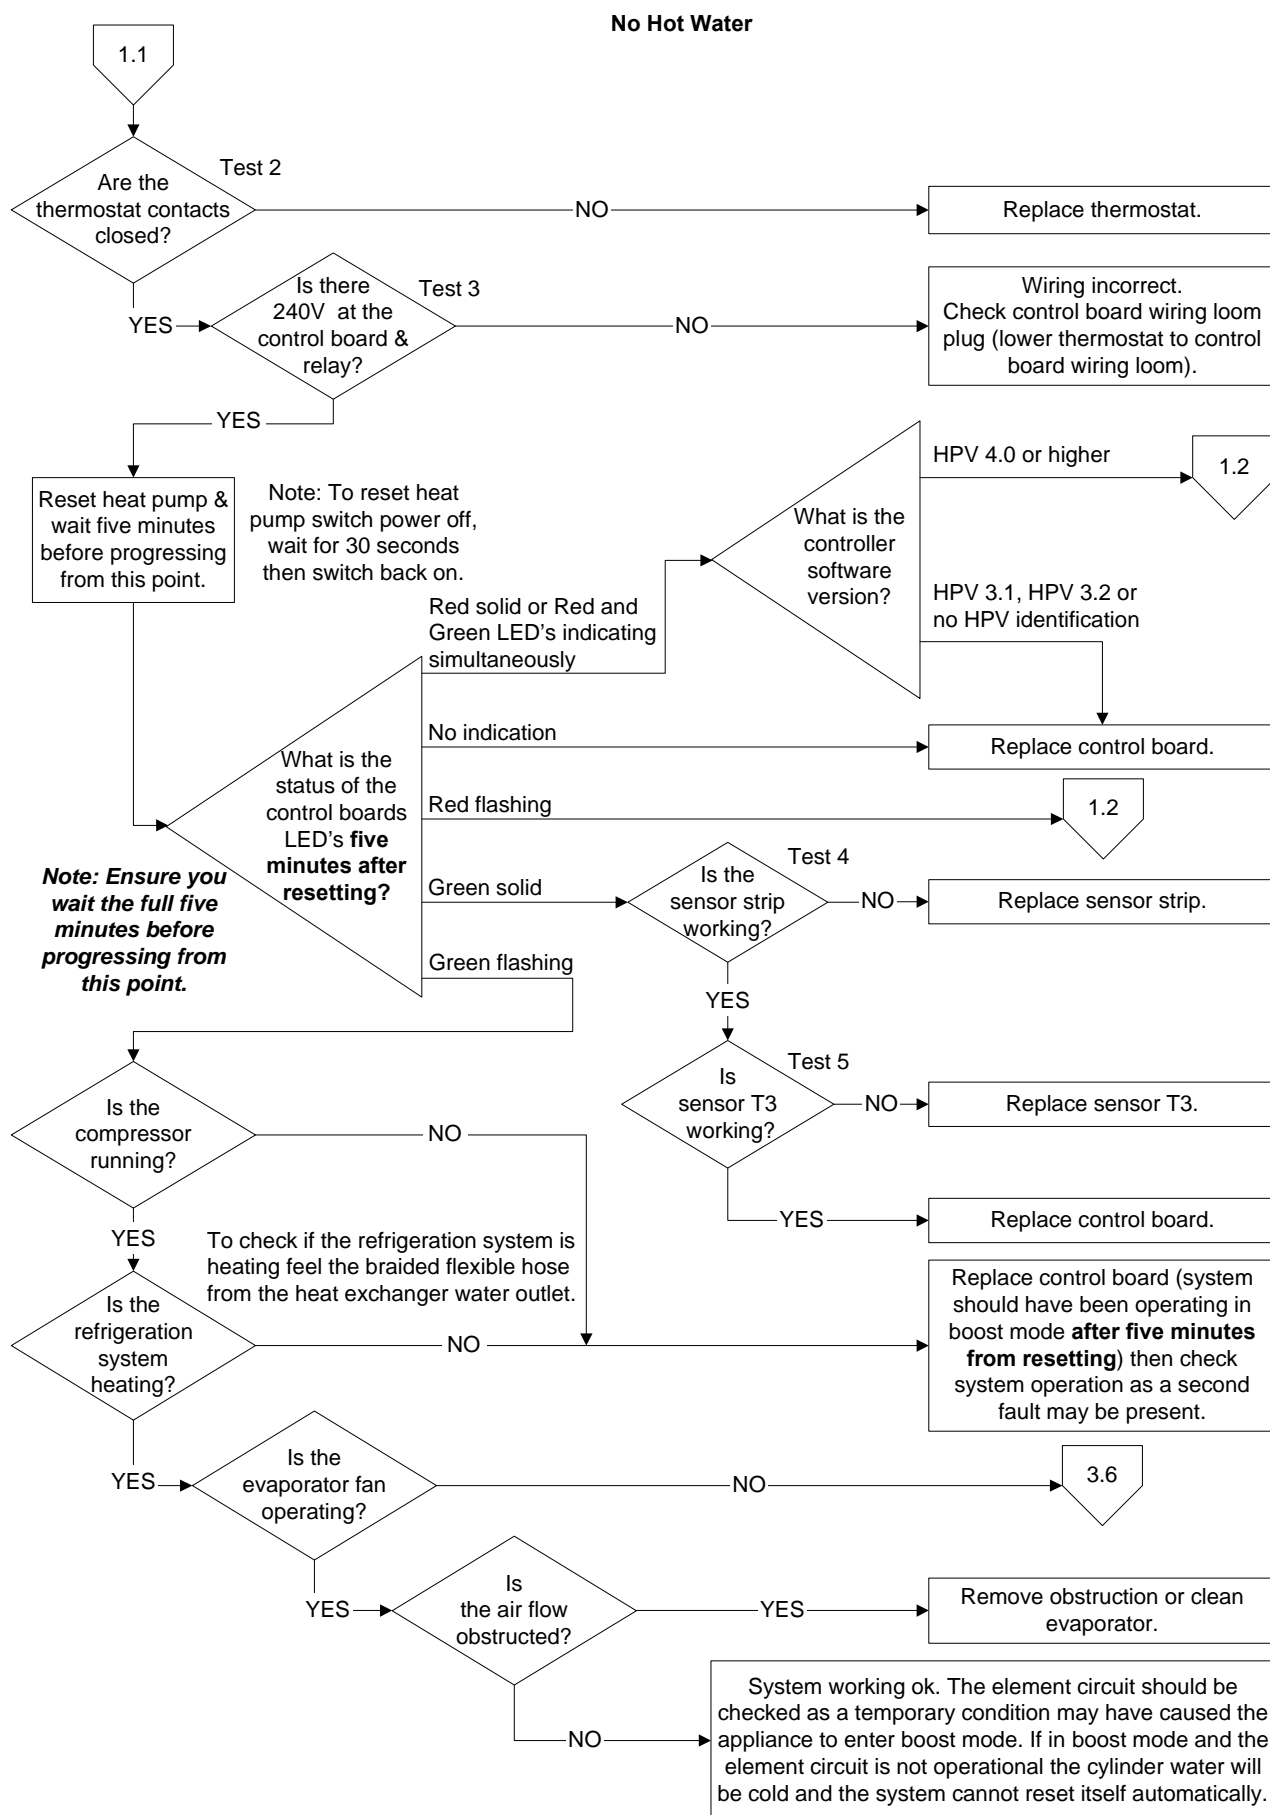 No Hot Water
1.1
Test 2
Are the
thermostat contacts
closed?
NO
Replace thermostat.
YES
Test 3
Is there
240V at the
control board &
relay?
NO
Wiring incorrect.
Check control board wiring loom
plug (lower thermostat to control
board wiring loom).
YES
Reset heat pump &
wait five minutes
before progressing
from this point.
Note: To reset heat
pump switch power off,
wait for 30 seconds
then switch back on.
What is the
controller
software
version?
HPV 4.0 or higher
1.2
HPV 3.1, HPV 3.2 or
no HPV identification
Red solid or Red and
Green LED's indicating
simultaneously
No indication
Replace control board.
What is the
status of the
control boards
LED's five
minutes after
resetting?
Red flashing
1.2
Note: Ensure you
wait the full five
minutes before
progressing from
this point.
Green solid
Test 4
Is the
sensor strip
working?
NO
Replace sensor strip.
YES
Green flashing
Test 5
Is
sensor T3
working?
NO
Replace sensor T3.
YES
Replace control board.
Is the
compressor
running?
NO
YES
To check if the refrigeration system is
heating feel the braided flexible hose
from the heat exchanger water outlet.
Is the
refrigeration
system
heating?
NO
Replace control board (system
should have been operating in
boost mode after five minutes
from resetting) then check
system operation as a second
fault may be present.
YES
Is the
evaporator fan
operating?
NO
3.6
YES
Is
the air flow
obstructed?
YES
Remove obstruction or clean
evaporator.
NO
System working ok. The element circuit should be
checked as a temporary condition may have caused the
appliance to enter boost mode. If in boost mode and the
element circuit is not operational the cylinder water will
be cold and the system cannot reset itself automatically.